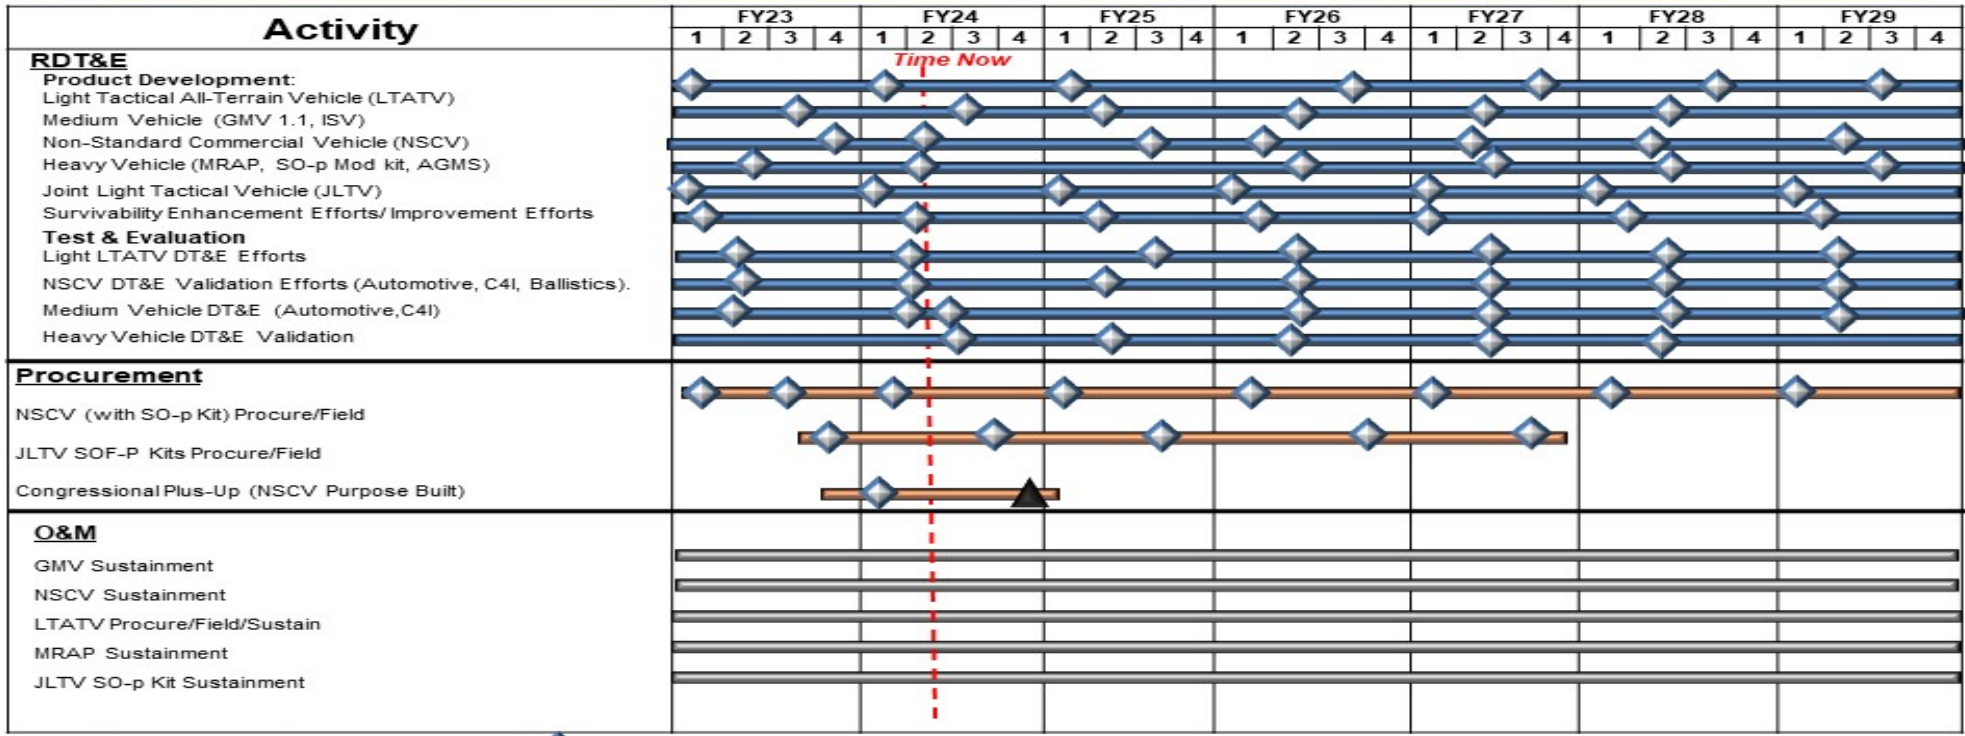 Activity
FY23 FY24 FY25 FY26 FY27 FY28 FY29
1 2 3 4 1 2 3 4 1 2 3 4 1 2 3 4 1 2 3 4 1 2 3 4 1 2 3 4
RDT&E
Time Now
Product Development:
Light Tactical All-Terrain Vehicle (LTATV)
Medium Vehicle (GMV 1.1, ISV)
Non-Standard Commercial Vehicle (NSCV)
Heavy Vehicle (MRAP, SO-p Mod kit, AGMS)
Joint Light Tactical Vehicle (JLTV)
Survivability Enhancement Efforts/ Improvement Efforts
Test & Evaluation
Light LTATV DT&E Efforts
NSCV DT&E Validation Efforts (Automotive, C4I, Ballistics).
Medium Vehicle DT&E (Automotive,C4I)
Heavy Vehicle DT&E Validation
Procurement
NSCV (with SO-p Kit) Procure/Field
JLTV SOF-P Kits Procure/Field
Congressional Plus-Up (NSCV Purpose Built)
O&M
GMV Sustainment
NSCV Sustainment
LTATV Procure/Field/Sustain
MRAP Sustainment
JLTV SO-p Kit Sustainment